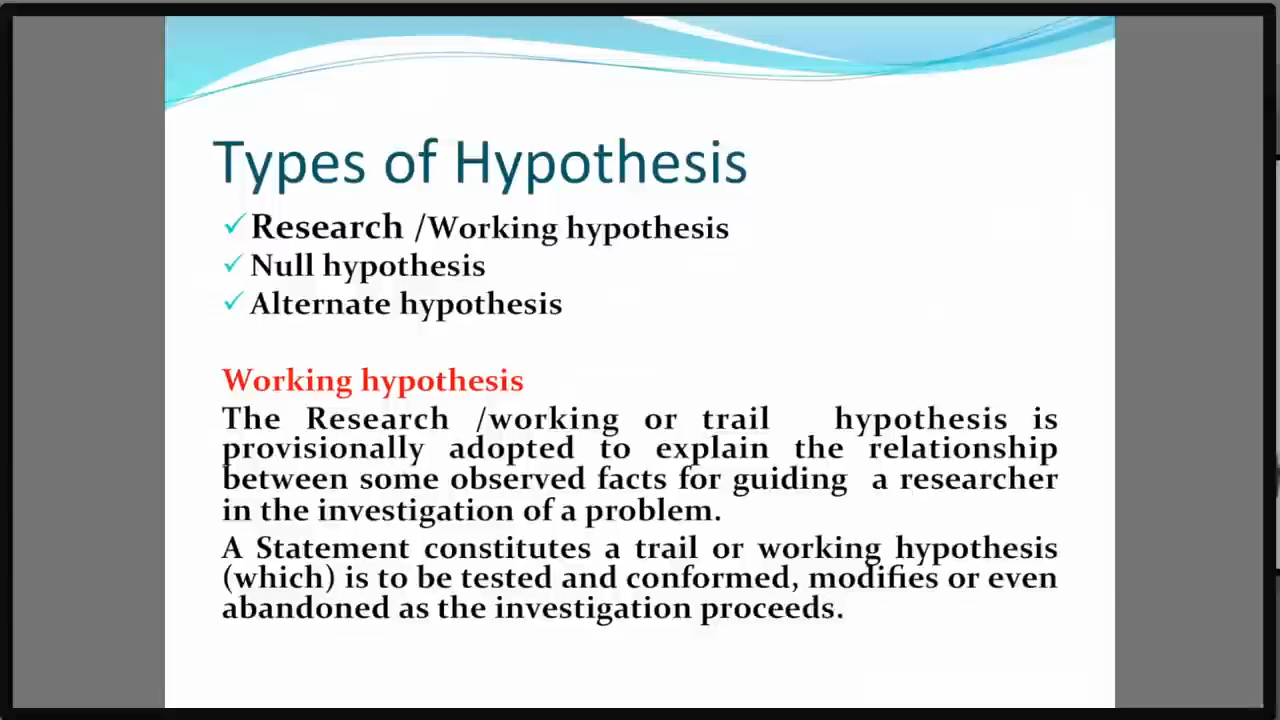 Types of Hypothesis
Research /Working hypothesis
Null hypothesis
Alternate hypothesis
Working hypothesis
The Research /working or trail hypothesis is
provisionally adopted to explain the relationship
between some observed facts for guiding a researcher
in the investigation of a problem.
A Statement constitutes a trail or working hypothesis
(which) is to be tested and conformed, modifies or even
abandoned as the investigation proceeds.